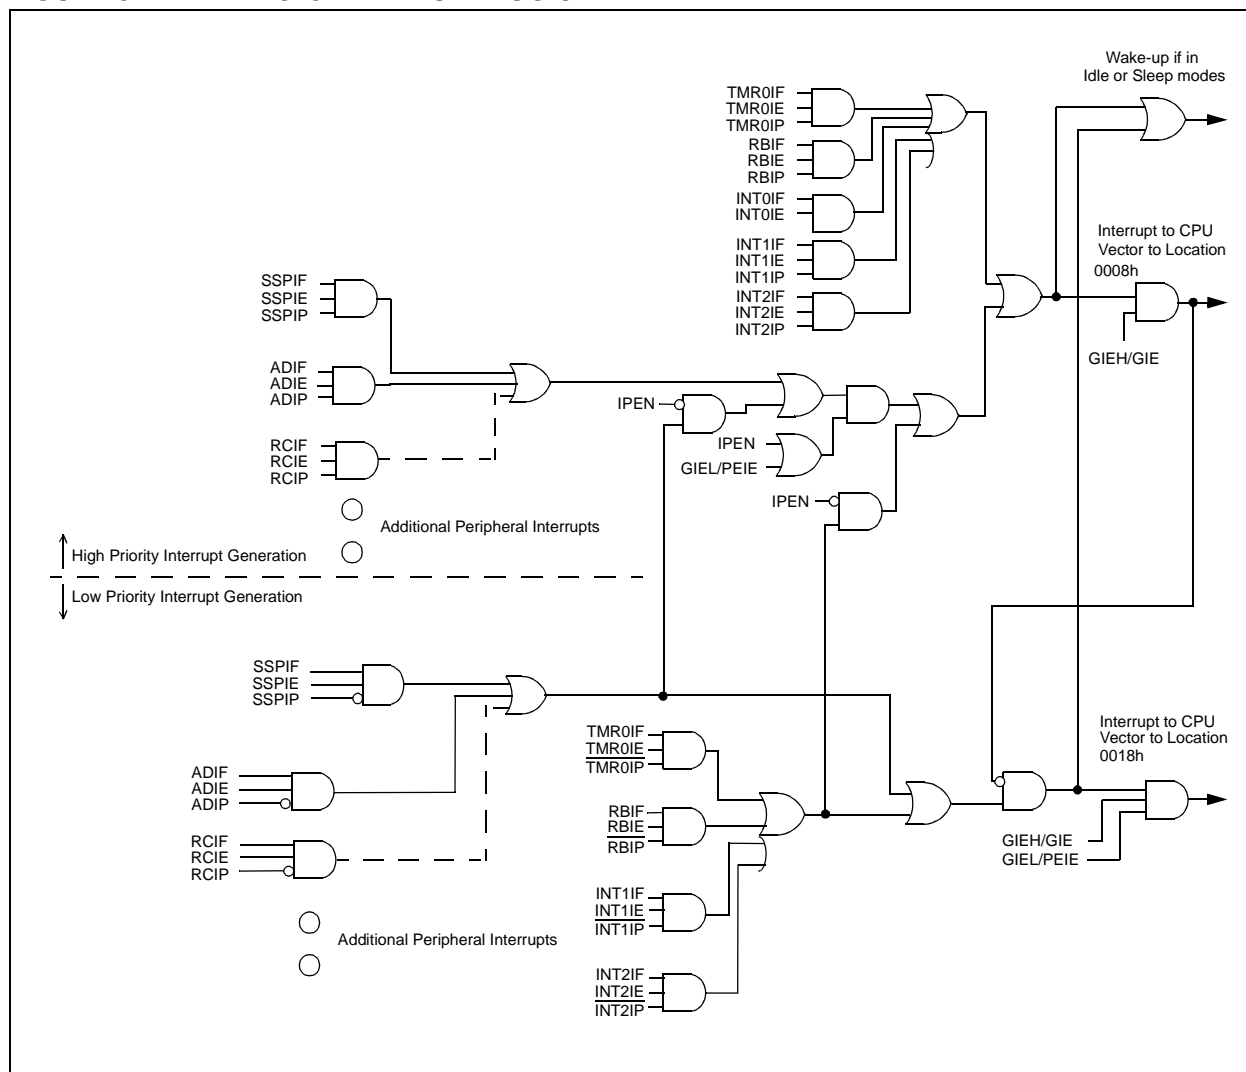 Wake-up if in
Idle or Sleep modes
TMR0IF
TMR0IE
TMR0IP
RBIF
RBIE
RBIP
INT0IF
INT0IE
INT1IF
INT1IE
INT1IP
INT2IF
INT2IE
INT2IP
Interrupt to CPU
Vector to Location
0008h
GIEH/GIE
SSPIF
SSPIE
SSPIP
ADIF
ADIE
ADIP
RCIF
RCIE
RCIP
IPEN
IPEN
GIEL/PEIE
IPEN
Additional Peripheral Interrupts
High Priority Interrupt Generation
Low Priority Interrupt Generation
SSPIF
SSPIE
SSPIP
ADIF
ADIE
ADIP
RCIF
RCIE
RCIP
Additional Peripheral Interrupts
TMR0IF
TMR0IE
TMR0IP
RBIF
RBIE
RBIP
INT1IF
INT1IE
INT1IP
INT2IF
INT2IE
INT2IP
Interrupt to CPU
Vector to Location
0018h
GIEH/GIE
GIEL/PEIE